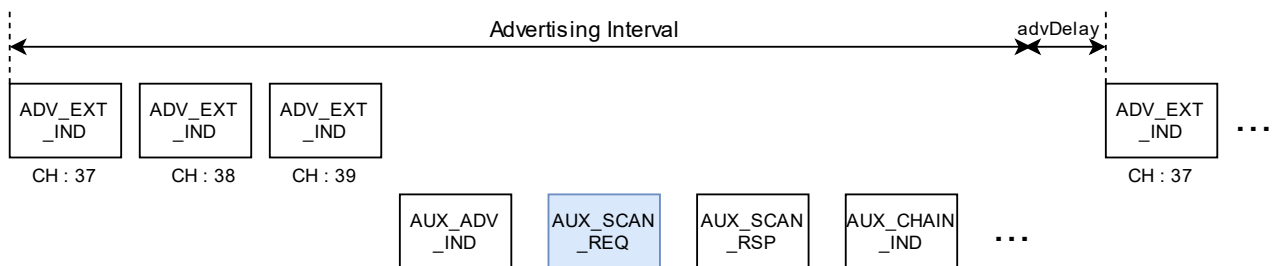 Advertising Interval
advDelay
ADV_EXT
_IND
ADV_EXT
_IND
ADV_EXT
_IND
ADV_EXT
_IND
...
CH : 37
CH : 38
CH : 39
CH : 37
AUX_ADV
_IND
AUX_SCAN
_REQ
AUX_SCAN
_RSP
AUX_CHAIN
_IND
...